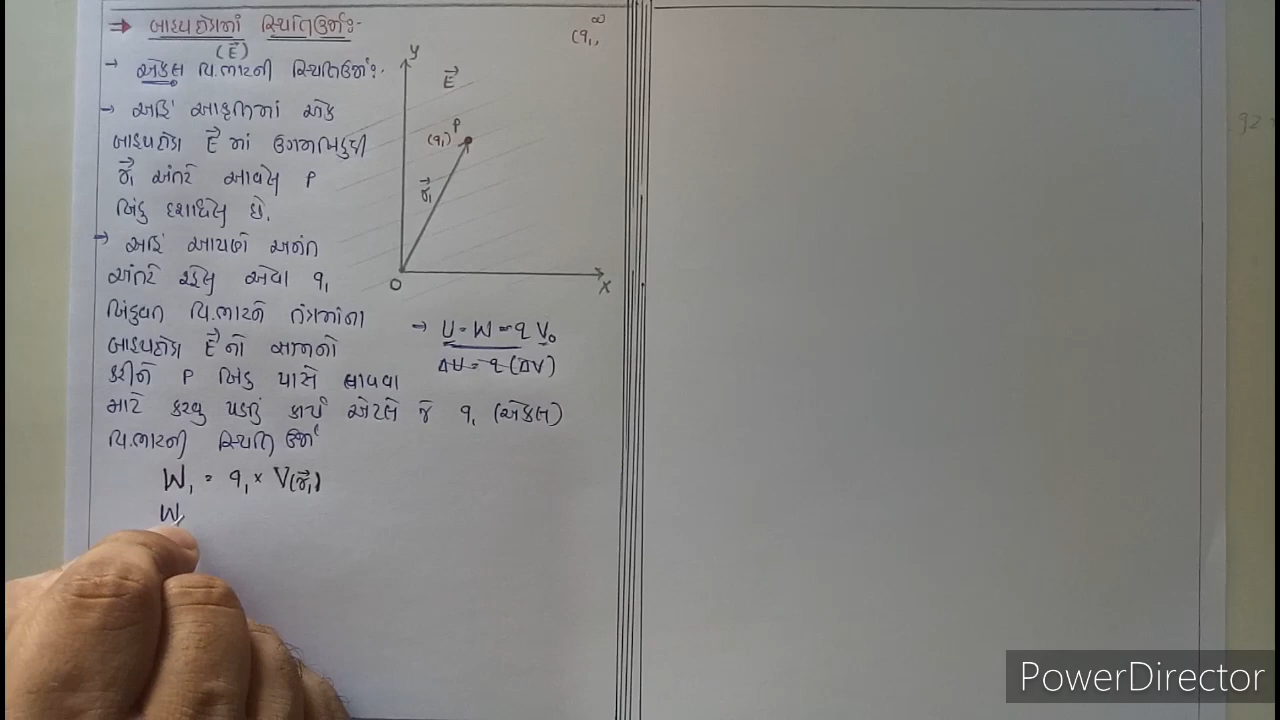 ⇒ બાહ્યક્ષેત્રમાં સ્થિતિઊર્જા:-
(E⃗)
→ એકલ વિ.ભારની સ્થિતિઊર્જા:-
→ અહિં આકૃતિમાં એક
બાહ્યક્ષેત્ર E⃗ માં ઉગમબિંદુથી
r⃗₁ અંતરે આવેલ P
બિંદુ દર્શાવેલ છે.
→ અહિં આપણે અનંત
અંતરે રહેલ એવા q₁
બિંદુવત વિ.ભારને તંત્રમાંના
બાહ્યક્ષેત્ર E⃗ નો સામનો
કરીને P બિંદુ પાસે લાવવા
માટે કરવુ પડતું કાર્ય એટલે જ q₁ (એકલ)
વિ.ભારની સ્થિતિ ઊર્જા
W₁ = q₁ × V(r⃗₁)
W
∞
(q₁,
y
E⃗
P
(q₁)
r⃗₁
O
x
→ U = W = q V₀
ΔU = q (ΔV)
PowerDirector